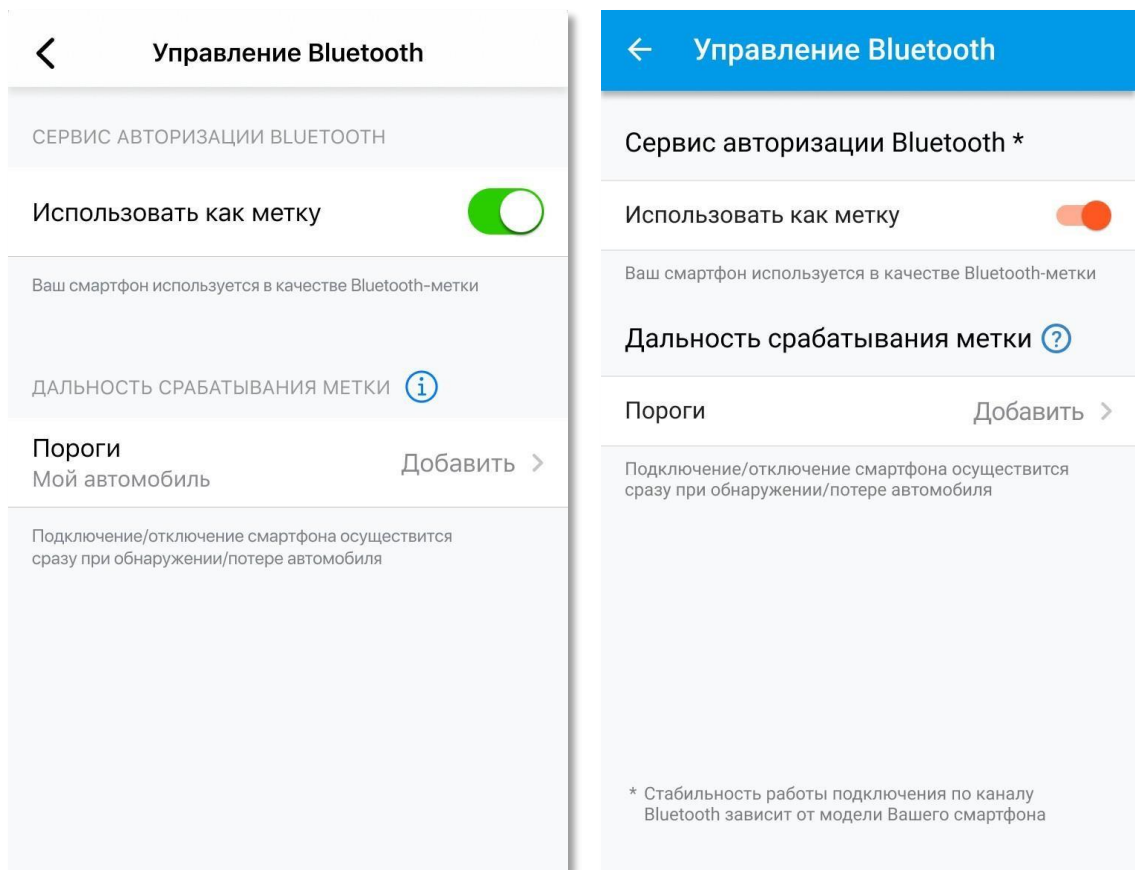 Управление Bluetooth
СЕРВИС АВТОРИЗАЦИИ BLUETOOTH
Использовать как метку
Ваш смартфон используется в качестве Bluetooth-метки
ДАЛЬНОСТЬ СРАБАТЫВАНИЯ МЕТКИ i
Пороги
Мой автомобиль
Добавить >
Подключение/отключение смартфона осуществится
сразу при обнаружении/потере автомобиля
Управление Bluetooth
Сервис авторизации Bluetooth *
Использовать как метку
Ваш смартфон используется в качестве Bluetooth-метки
Дальность срабатывания метки ?
Пороги Добавить >
Подключение/отключение смартфона осуществится
сразу при обнаружении/потере автомобиля
* Стабильность работы подключения по каналу
Bluetooth зависит от модели Вашего смартфона